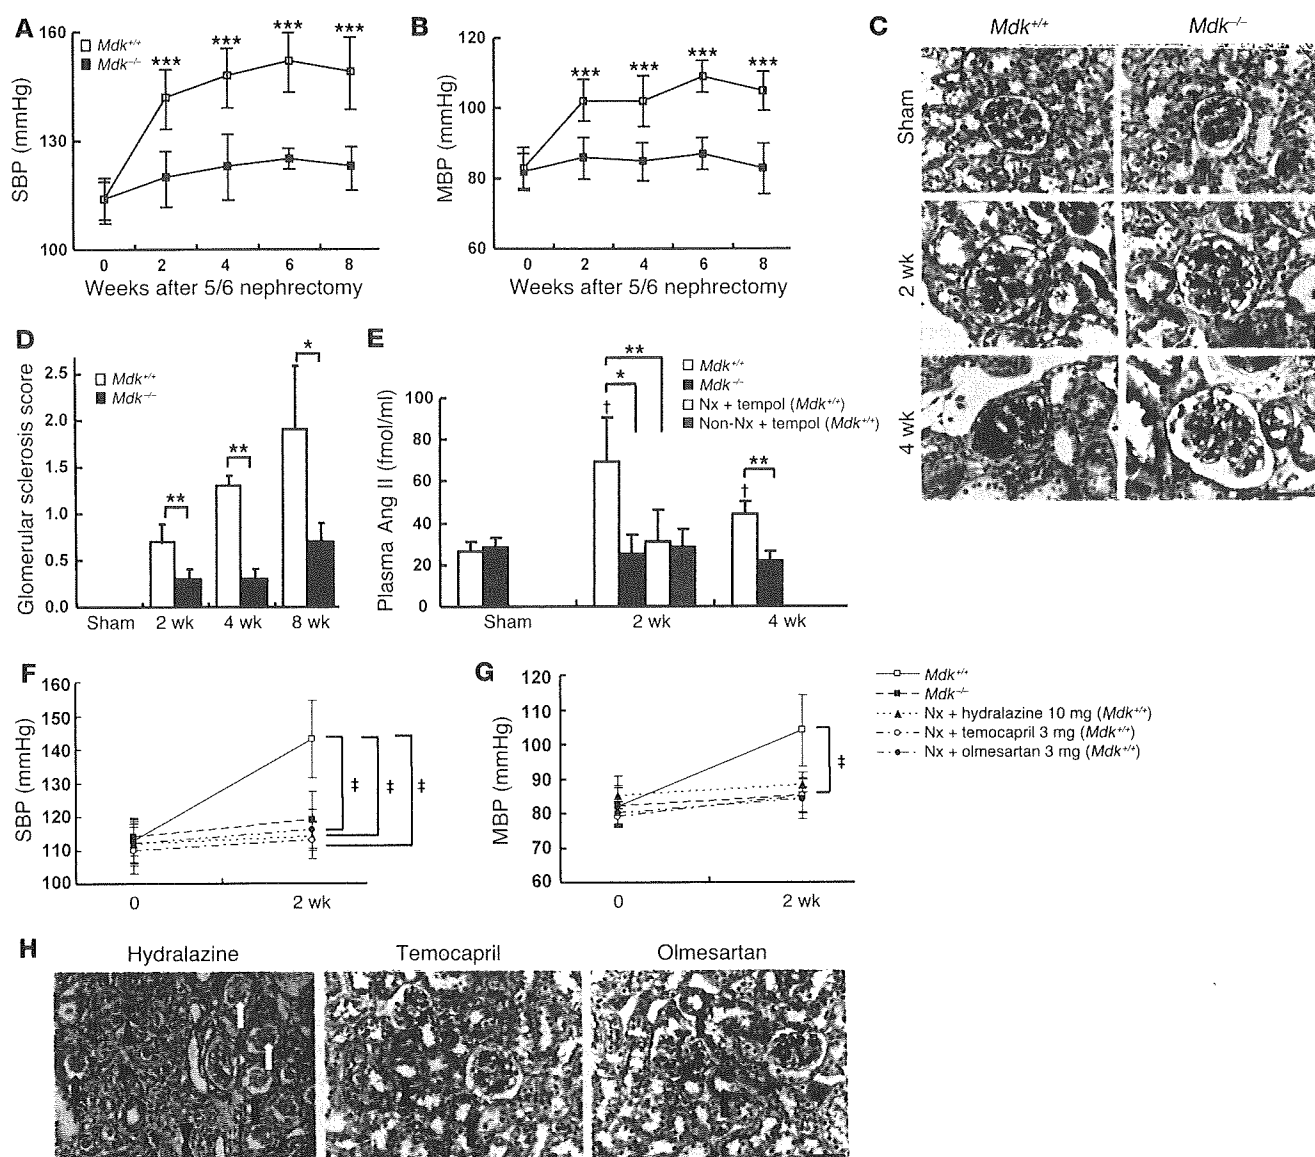 A
160
130
100
SBP (mmHg)
Mdk+/+
Mdk−/−
***
***
***
***
0 2 4 6 8
Weeks after 5/6 nephrectomy
B
120
100
80
60
MBP (mmHg)
***
***
***
***
0 2 4 6 8
Weeks after 5/6 nephrectomy
C
Mdk+/+ Mdk−/−
Sham
2 wk
4 wk
D
2.5
2.0
1.5
1.0
0.5
0.0
Glomerular sclerosis score
Mdk+/+
Mdk−/−
**
**
*
Sham 2 wk 4 wk 8 wk
E
100
80
60
40
20
0
Plasma Ang II (fmol/ml)
Mdk+/+
Mdk−/−
Nx + tempol (Mdk+/+)
Non-Nx + tempol (Mdk+/+)
**
*
†
**
†
Sham 2 wk 4 wk
F
160
150
140
130
120
110
100
SBP (mmHg)
‡ ‡ ‡
0 2 wk
G
120
110
100
90
80
70
60
MBP (mmHg)
‡
0 2 wk
Mdk+/+
Mdk−/−
Nx + hydralazine 10 mg (Mdk+/+)
Nx + temocapril 3 mg (Mdk+/+)
Nx + olmesartan 3 mg (Mdk+/+)
H
Hydralazine Temocapril Olmesartan